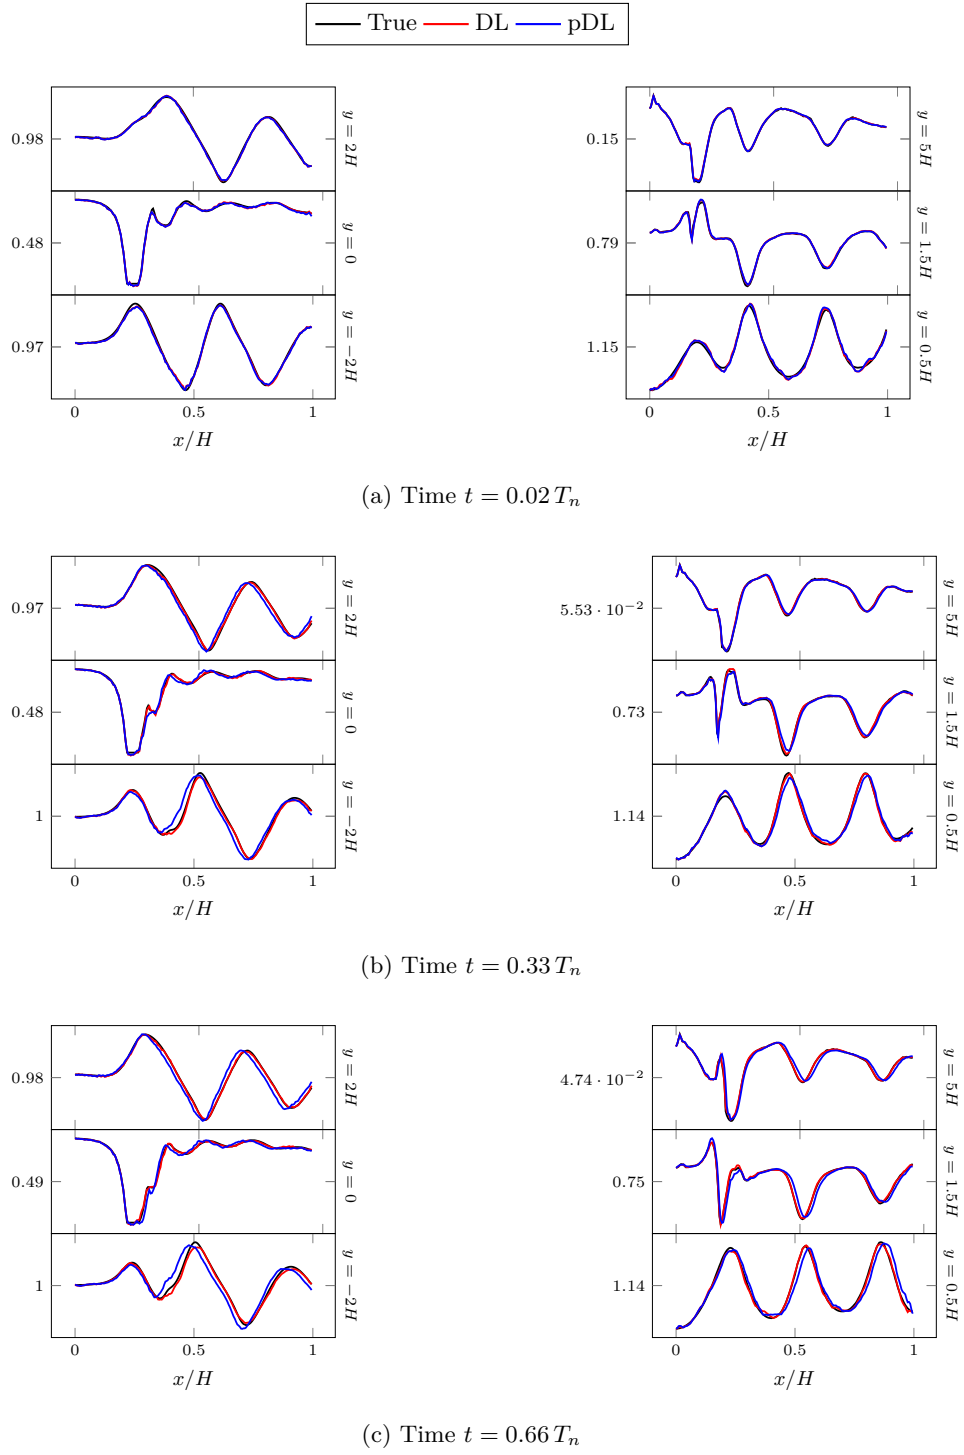 True DL pDL
0.98
y = 2H
0.48
y = 0
0.97
y = −2H
0 0.5 1
x/H
0.15
y = 5H
0.79
y = 1.5H
1.15
y = 0.5H
0 0.5 1
x/H
(a) Time t = 0.02 Tn
0.97
y = 2H
0.48
y = 0
1
y = −2H
0 0.5 1
x/H
5.53 · 10−2
y = 5H
0.73
y = 1.5H
1.14
y = 0.5H
0 0.5 1
x/H
(b) Time t = 0.33 Tn
0.98
y = 2H
0.49
y = 0
1
y = −2H
0 0.5 1
x/H
4.74 · 10−2
y = 5H
0.75
y = 1.5H
1.14
y = 0.5H
0 0.5 1
x/H
(c) Time t = 0.66 Tn